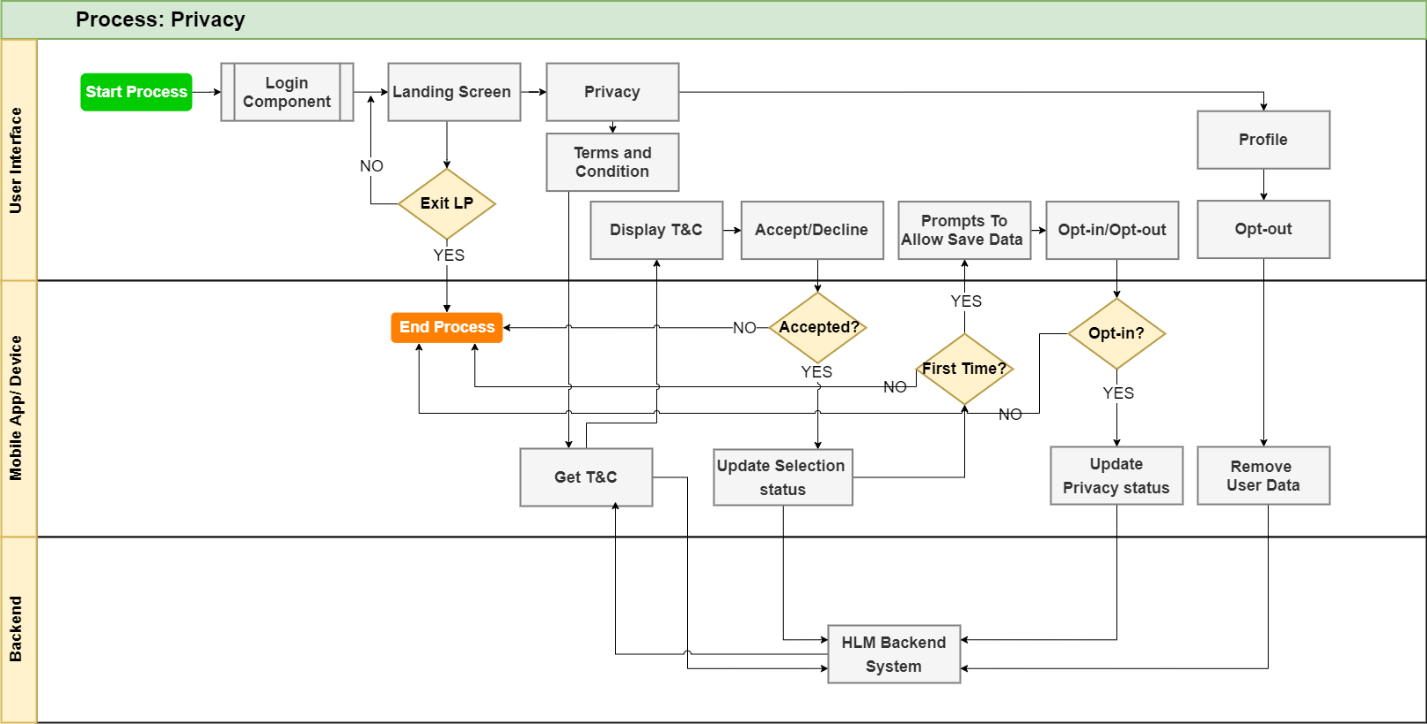 Process: Privacy
User Interface
Start Process
Login
Component
Landing Screen
Privacy
Terms and
Condition
Profile
NO
Exit LP
YES
Display T&C
Accept/Decline
Prompts To
Allow Save Data
Opt-in/Opt-out
Opt-out
Mobile App/ Device
End Process
NO
Accepted?
YES
YES
First Time?
NO
Opt-in?
NO
YES
Get T&C
Update Selection
status
Update
Privacy status
Remove
User Data
Backend
HLM Backend
System